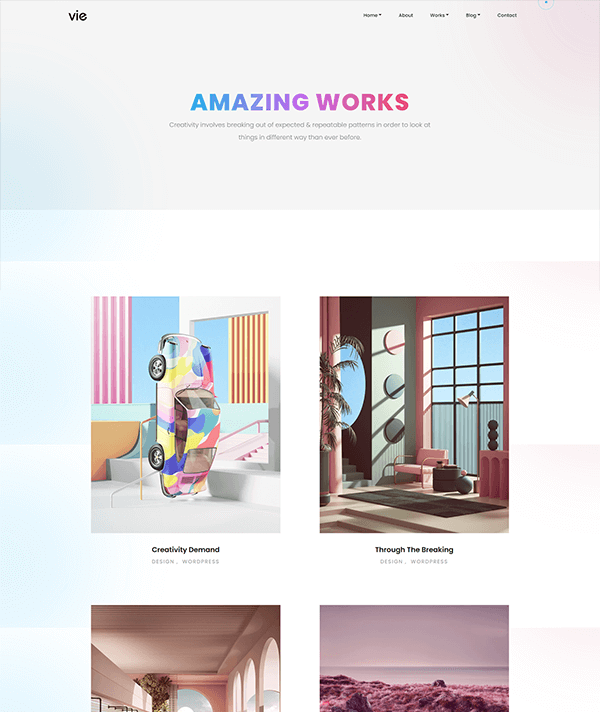 vie
Home About Works Blog Contact
AMAZING WORKS
Creativity involves breaking out of expected & repeatable patterns in order to look at
things in different way than ever before.
Creativity Demand
DESIGN , WORDPRESS
Through The Breaking
DESIGN , WORDPRESS